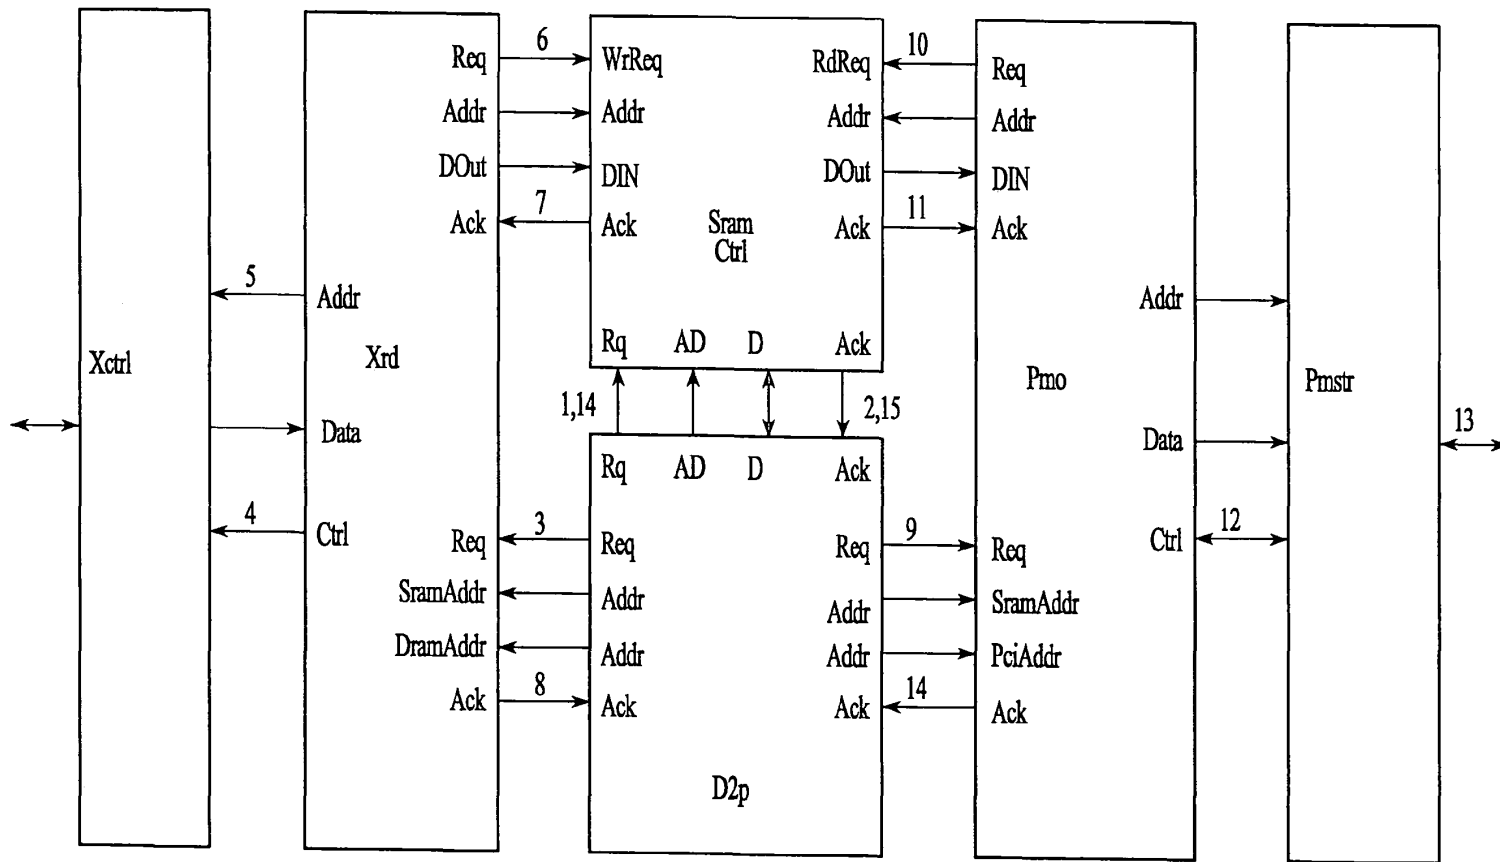 6
10
Req
WrReq
RdReq
Req
Addr
Addr
Addr
Addr
DOut
DIN
DOut
DIN
7
11
Ack
Ack
Sram
Ctrl
Ack
Ack
5
Addr
Addr
Rq AD D Ack
Xctrl
Xrd
Pmo
Pmstr
1,14
2,15
13
Data
Data
Rq AD D Ack
4
3
9
12
Ctrl
Req
Req
Req
Req
Ctrl
SramAddr
Addr
Addr
SramAddr
DramAddr
Addr
Addr
PciAddr
8
14
Ack
Ack
Ack
Ack
D2p